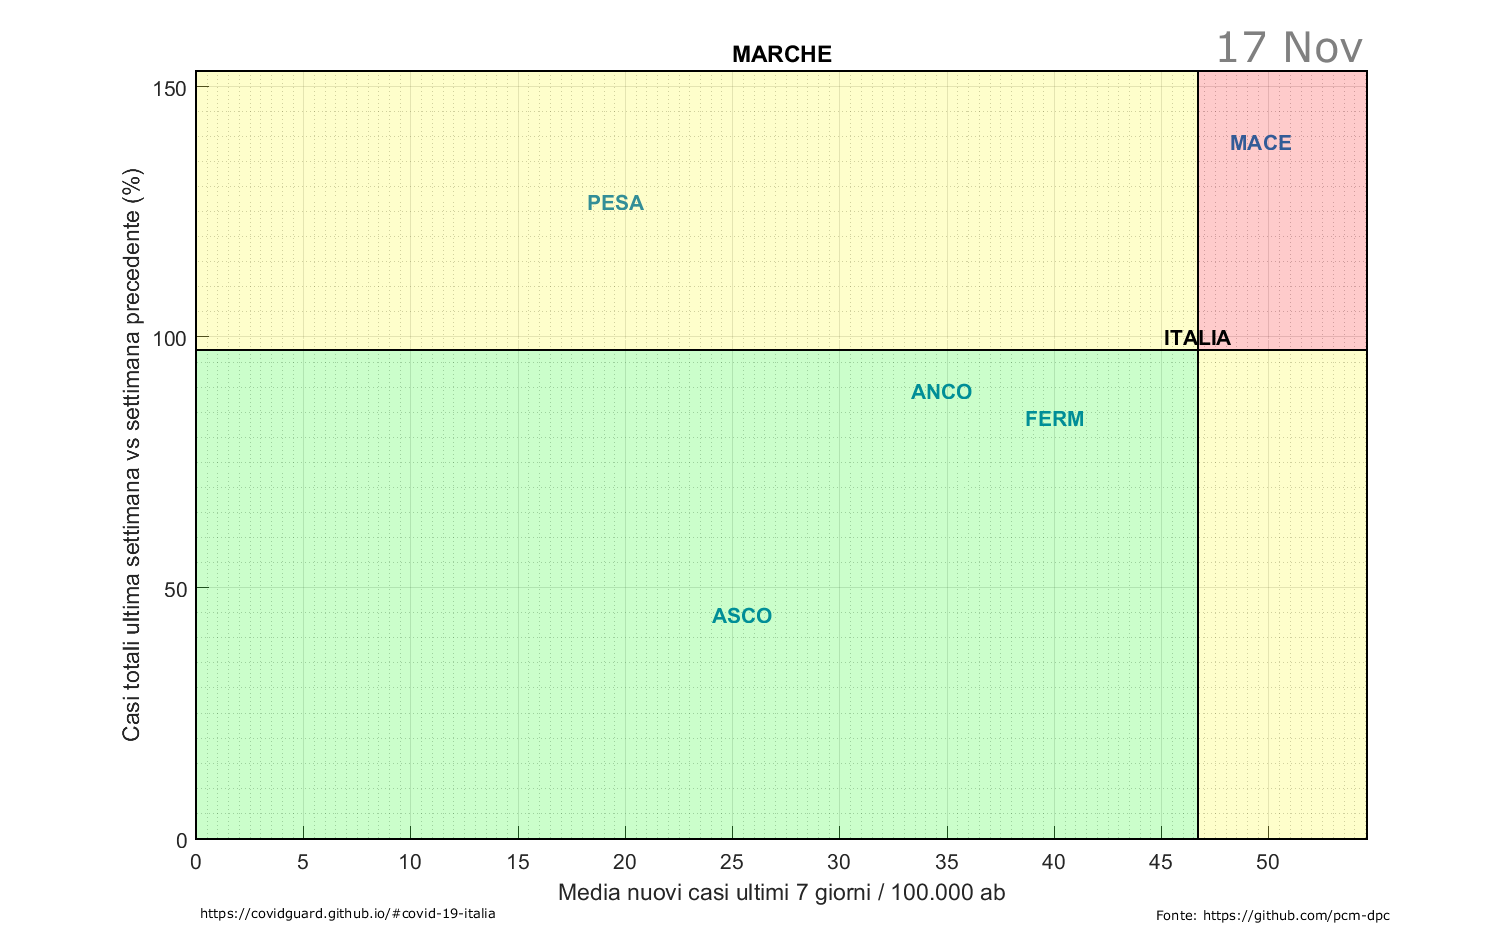 17 Nov
MARCHE
150
MACE
PESA
Casi totali ultima settimana vs settimana precedente (%)
100
ITALIA
ANCO
FERM
50
ASCO
0
0 5 10 15 20 25 30 35 40 45 50
Media nuovi casi ultimi 7 giorni / 100.000 ab
https://covidguard.github.io/#covid-19-italia
Fonte: https://github.com/pcm-dpc